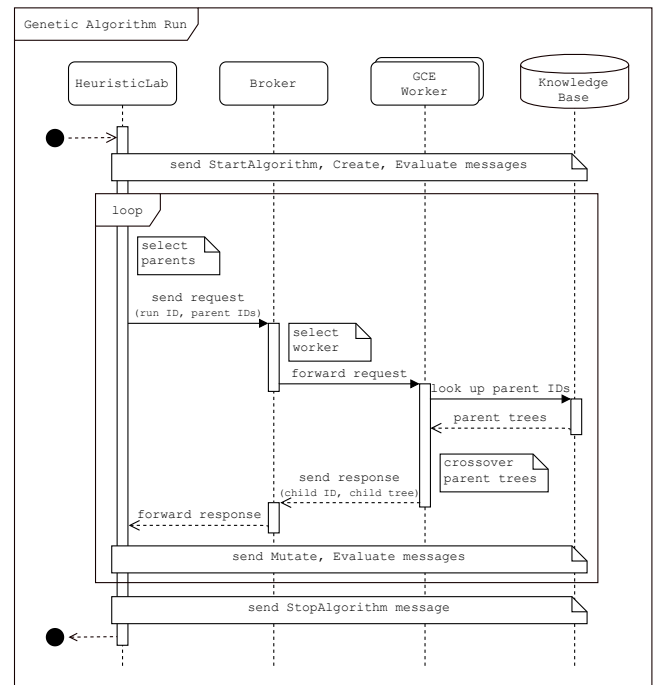 Genetic Algorithm Run
HeuristicLab
Broker
GCE
Worker
Knowledge
Base
send StartAlgorithm, Create, Evaluate messages
loop
select
parents
send request
(run ID, parent IDs)
select
worker
forward request
look up parent IDs
parent trees
crossover
parent trees
send response
(child ID, child tree)
forward response
send Mutate, Evaluate messages
send StopAlgorithm message